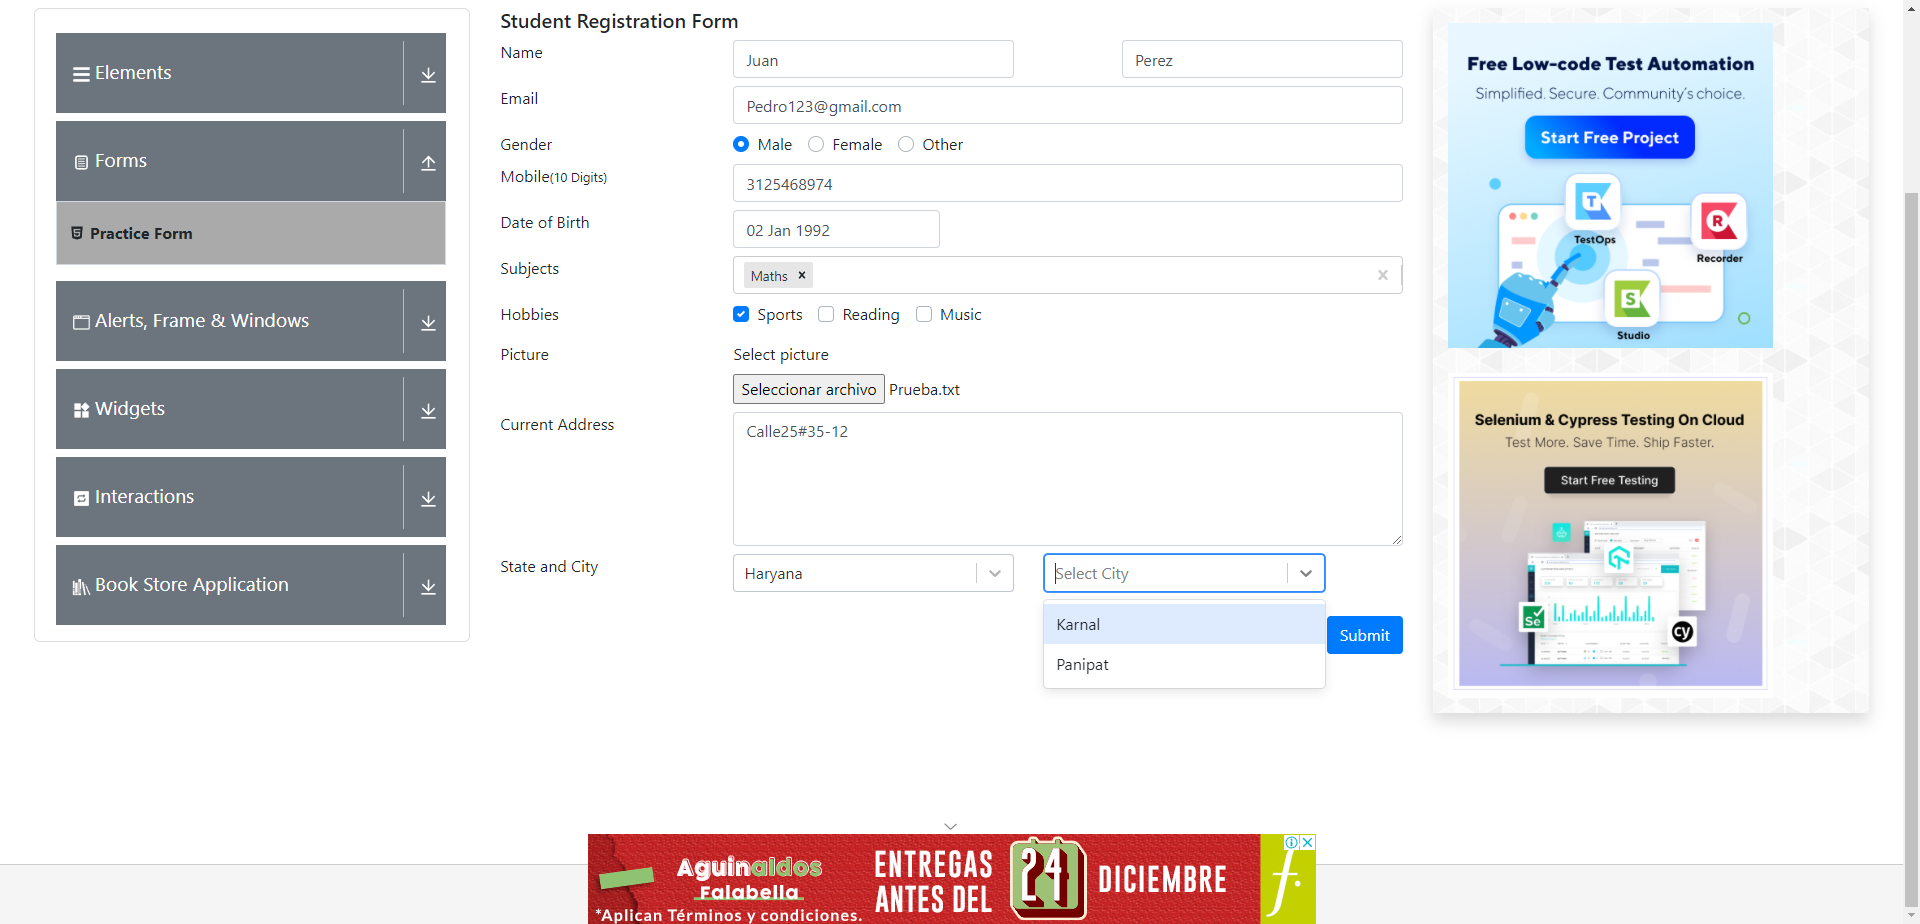 Elements
Forms
Practice Form
Alerts, Frame & Windows
Widgets
Interactions
Book Store Application
Student Registration Form
Name
Juan
Perez
Email
Pedro123@gmail.com
Gender
Male
Female
Other
Mobile(10 Digits)
3125468974
Date of Birth
02 Jan 1992
Subjects
Maths
Hobbies
Sports
Reading
Music
Picture
Select picture
Seleccionar archivo Prueba.txt
Current Address
Calle25#35-12
State and City
Haryana
Select City
Karnal
Panipat
Submit
Free Low-code Test Automation
Simplified. Secure. Community's choice.
Start Free Project
TestOps
Recorder
Studio
Selenium & Cypress Testing On Cloud
Test More. Save Time. Ship Faster.
Start Free Testing
Se
cy
Aguinaldos
Falabella
*Aplican Términos y condiciones.
ENTREGAS
ANTES DEL
24
DICIEMBRE
f.